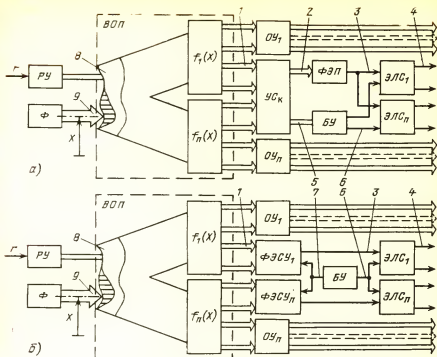 ВОП
8
1
2
3
4
r
РУ
Ф
9
X
f₁(X)
fₙ(X)
ОУ₁
УСₖ
ФЭП
БУ
ЭЛС₁
ЭЛСₙ
ОУₙ
5
6
а)
ВОП
8
1
7
6
3
4
r
РУ
Ф
9
X
f₁(X)
fₙ(X)
ОУ₁
ФЭСУ₁
БУ
ФЭСУₙ
ЭЛС₁
ЭЛСₙ
ОУₙ
б)